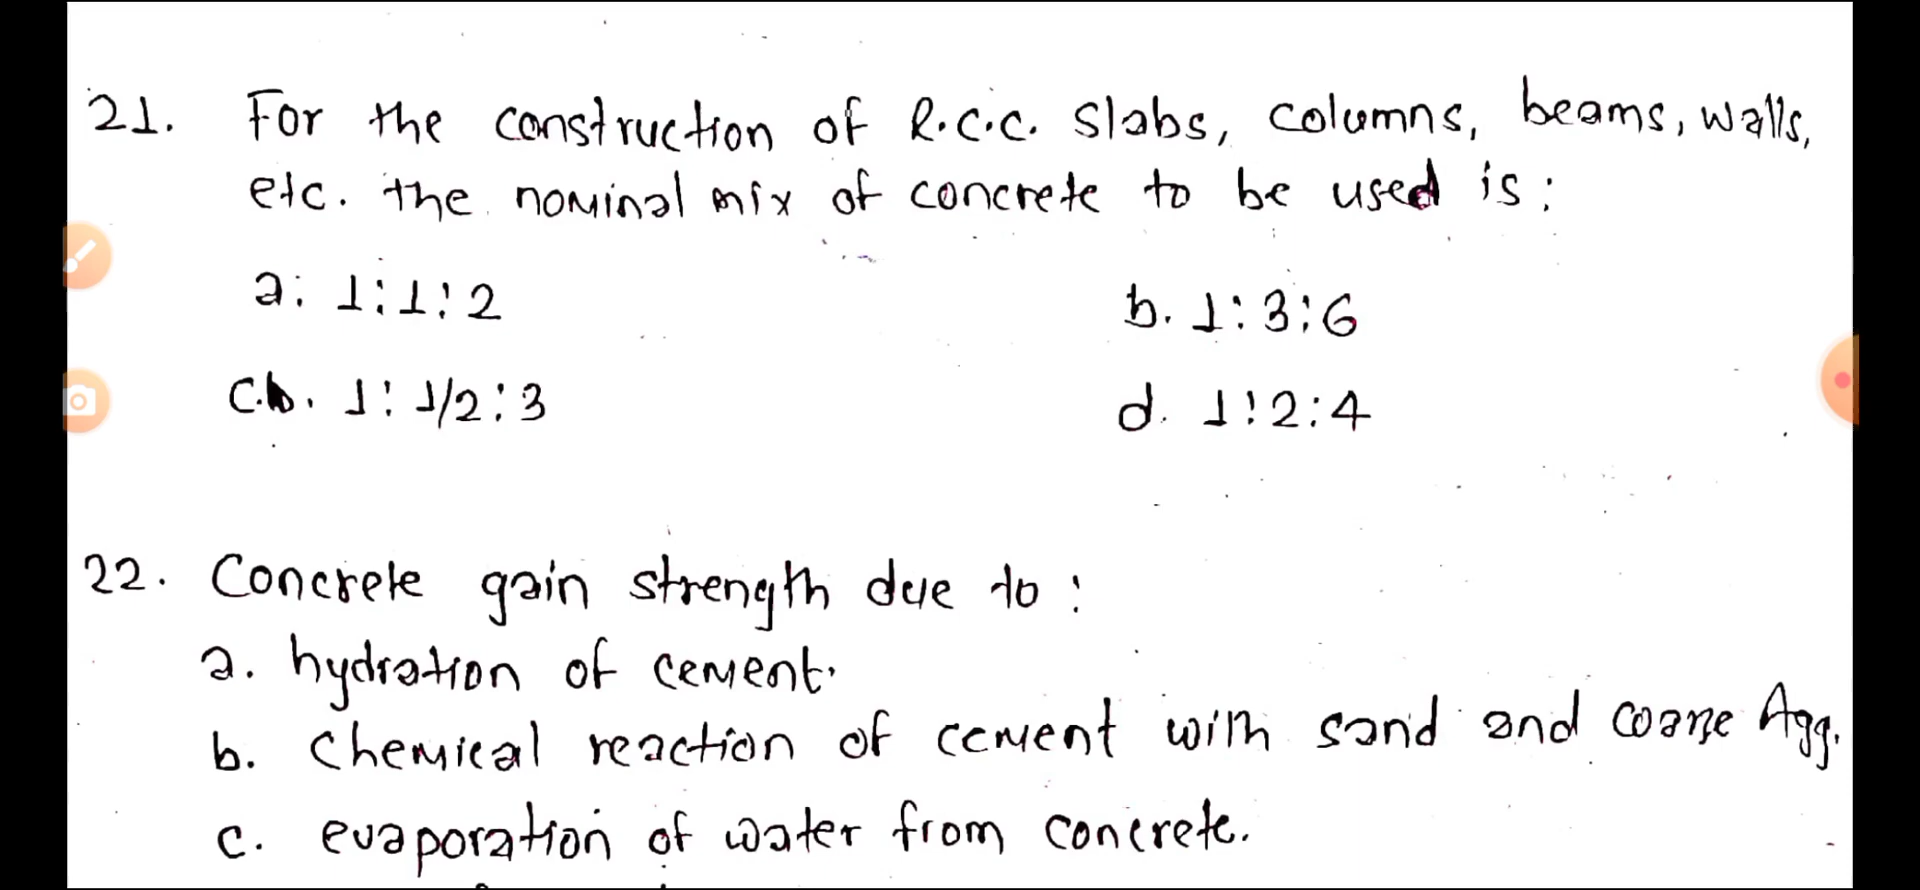 21. For the construction of R.C.C. slabs, columns, beams, walls,
etc. the nominal mix of concrete to be used is:
a. 1:1:2
b. 1:3:6
c. 1:1/2:3
d. 1:2:4
22. Concrete gain strength due to:
a. hydration of cement.
b. chemical reaction of cement with sand and coarse Agg.
c. evaporation of water from concrete.